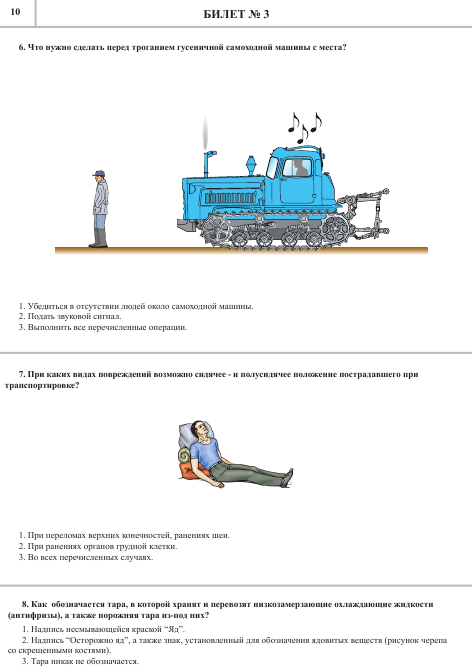 10
БИЛЕТ № 3
6. Что нужно сделать перед троганием гусеничной самоходной машины с места?
1. Убедиться в отсутствии людей около самоходной машины.
2. Подать звуковой сигнал.
3. Выполнить все перечисленные операции.
7. При каких видах повреждений возможно сидячее - и полусидячее положение пострадавшего при
транспортировке?
1. При переломах верхних конечностей, ранениях шеи.
2. При ранениях органов грудной клетки.
3. Во всех перечисленных случаях.
8. Как обозначается тара, в которой хранят и перевозят низкозамерзающие охлаждающие жидкости
(антифризы), а также порожняя тара из-под них?
1. Надпись несмывающейся краской “Яд”.
2. Надпись “Осторожно яд”, а также знак, установленный для обозначения ядовитых веществ (рисунок черепа
со скрещенными костями).
3. Тара никак не обозначается.